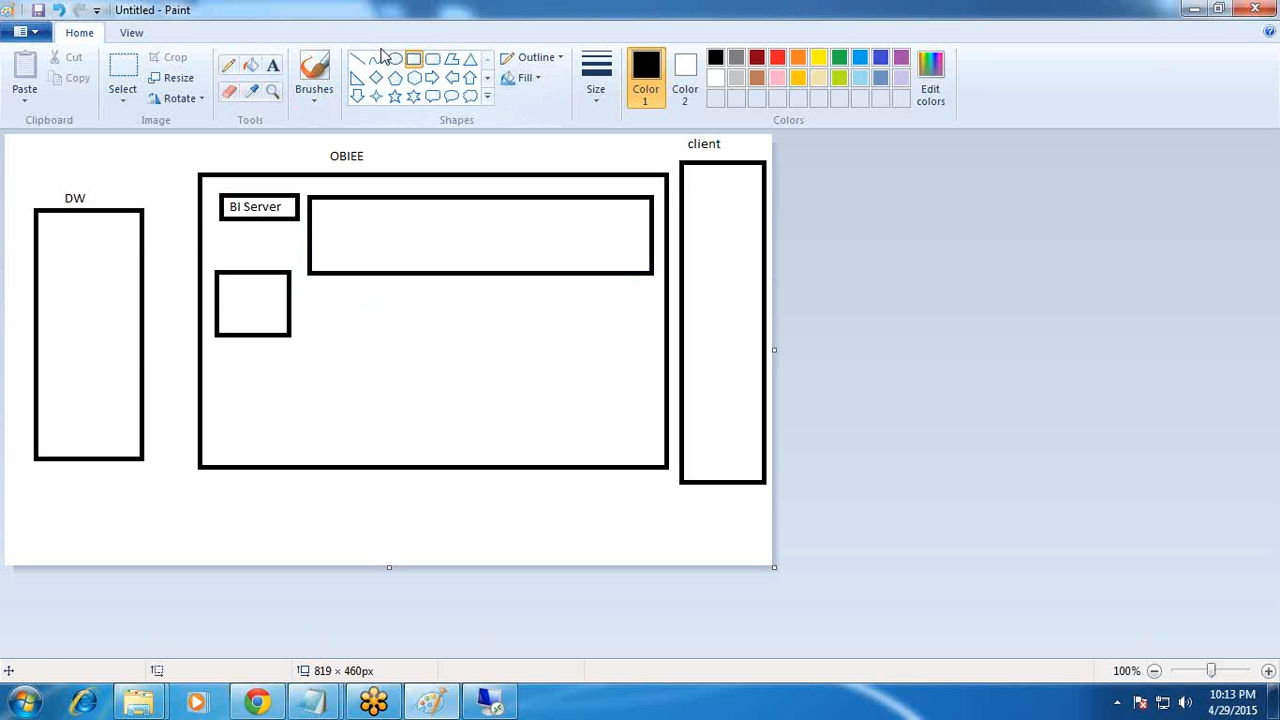 Untitled - Paint
Home
View
Paste
Cut
Copy
Clipboard
Select
Crop
Resize
Rotate
Image
Tools
Brushes
Shapes
Outline
Fill
Size
Color 1
Color 2
Edit colors
Colors
client
OBIEE
DW
BI Server
819 × 460px
100%
10:13 PM
4/29/2015